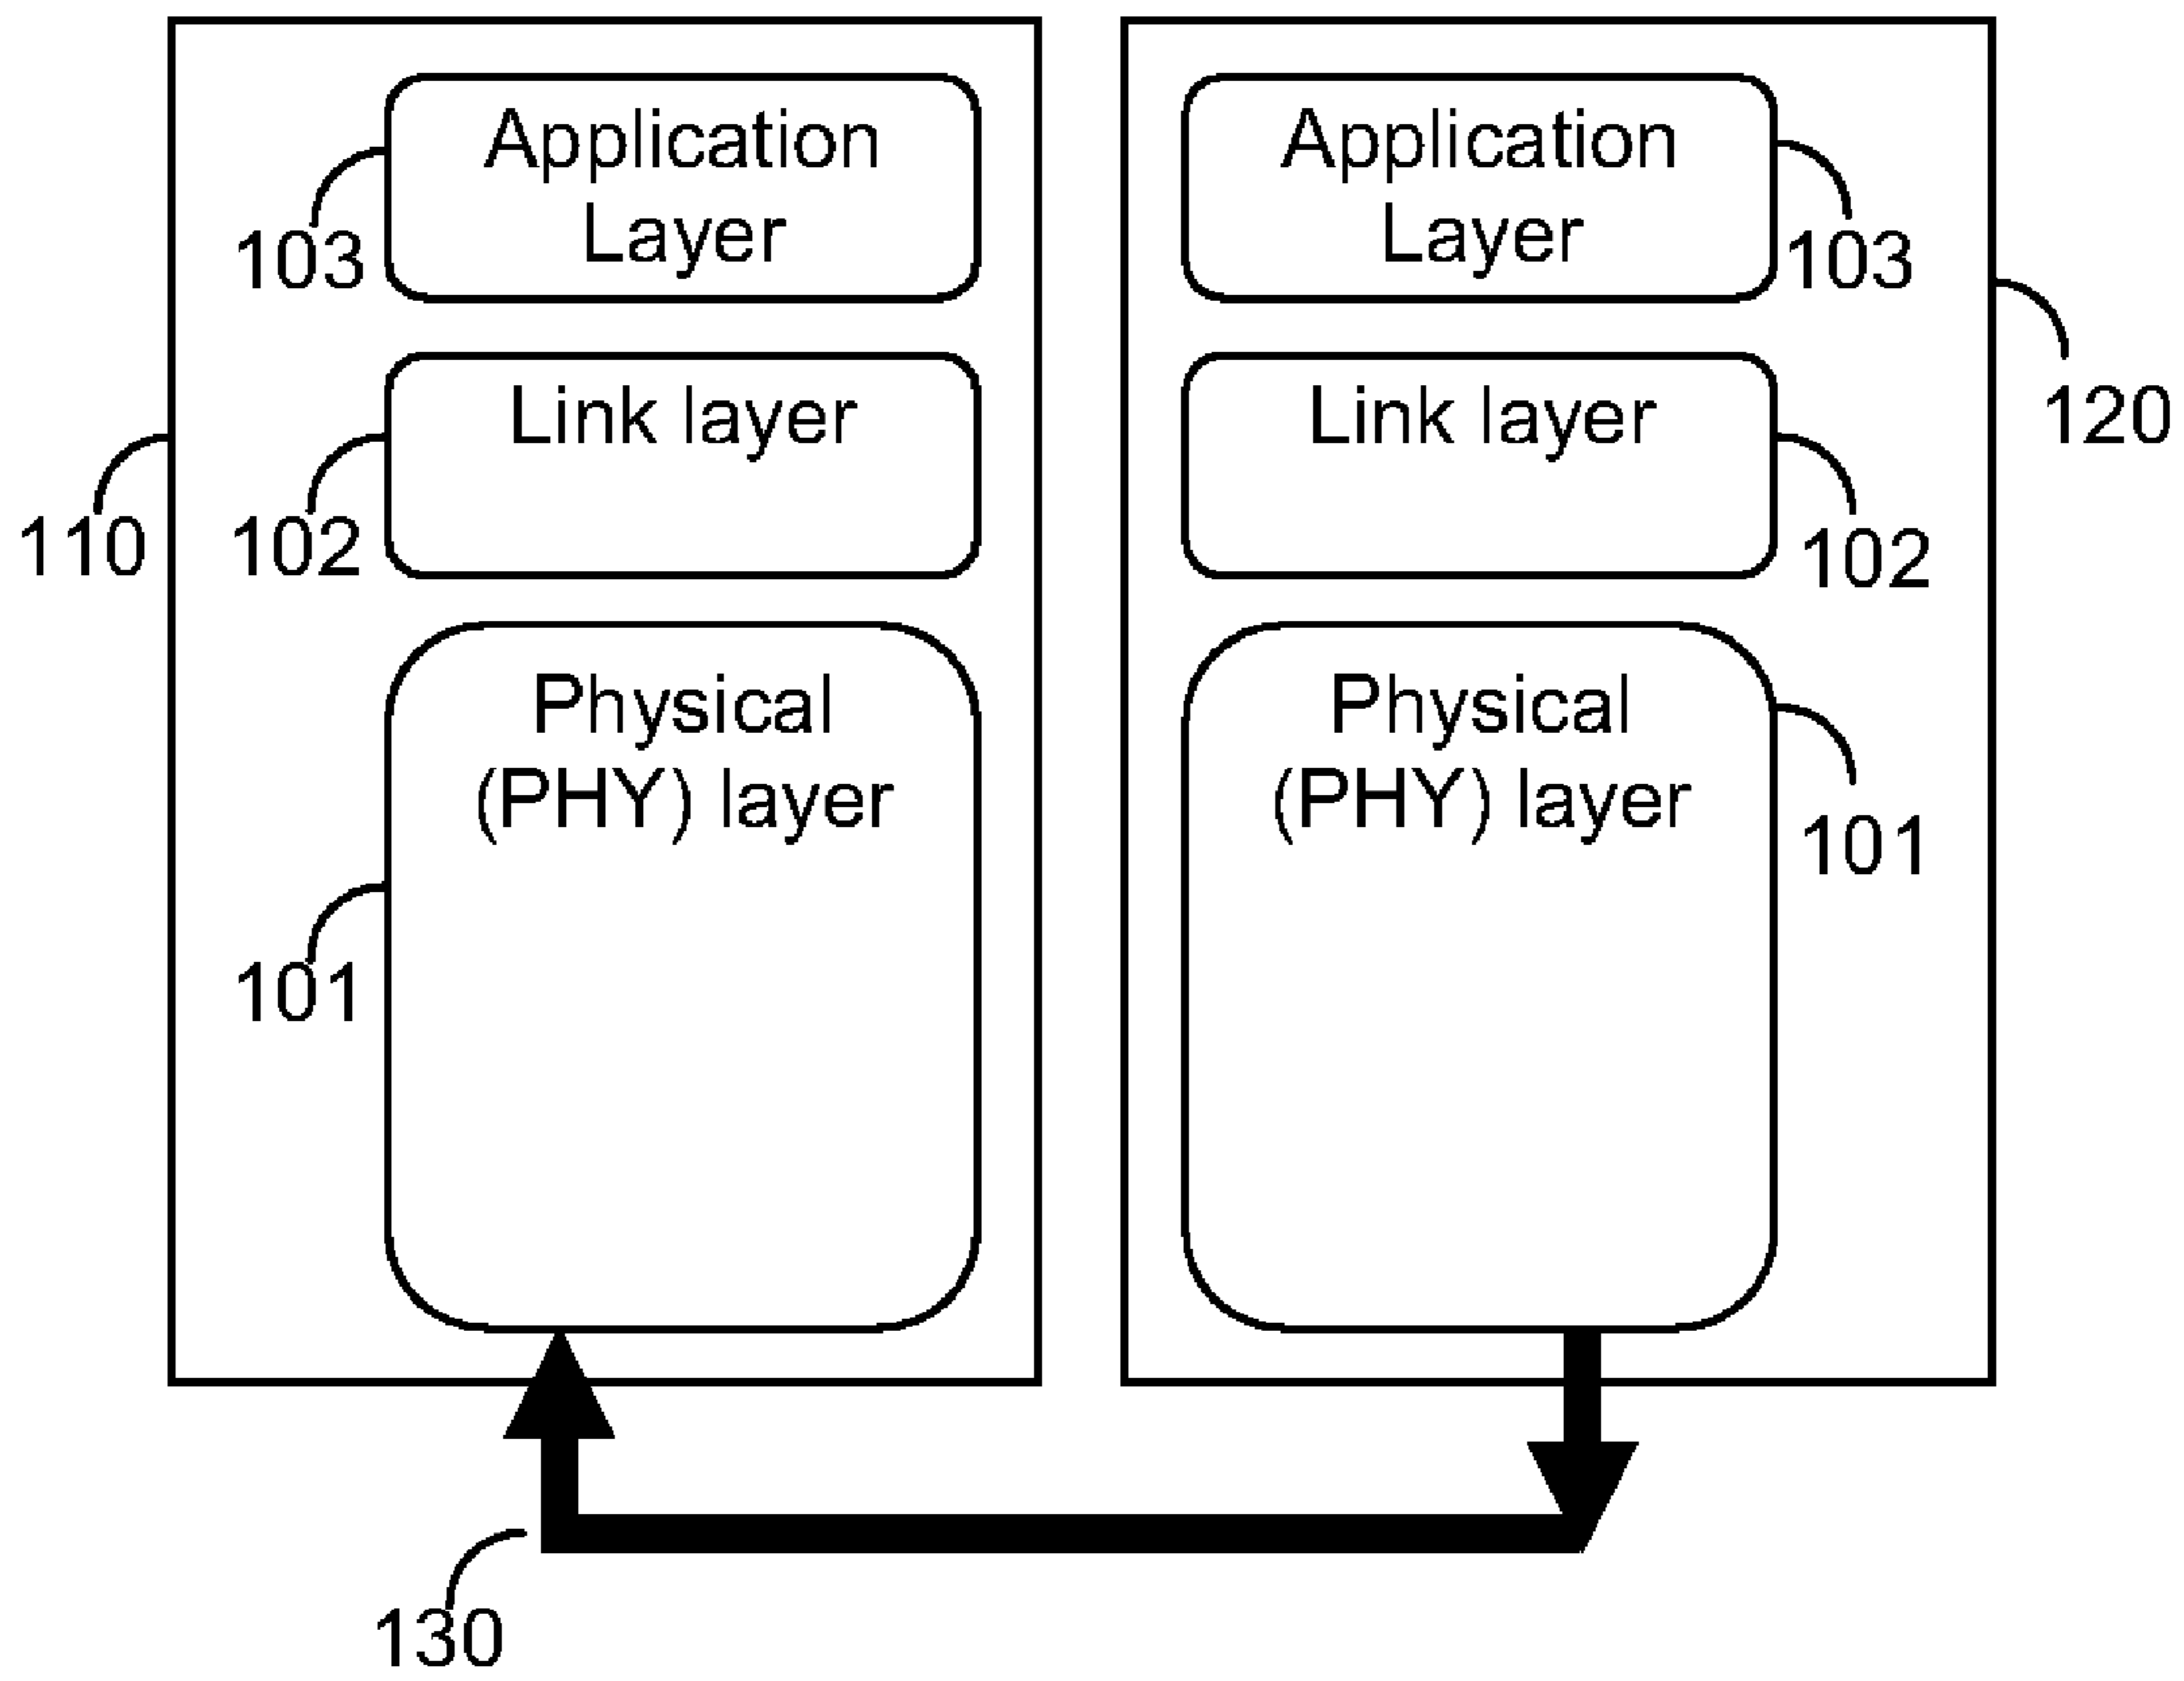 Application
Layer
103
Link layer
110
102
Physical
(PHY) layer
101
Application
Layer
103
120
Link layer
102
Physical
(PHY) layer
101
130